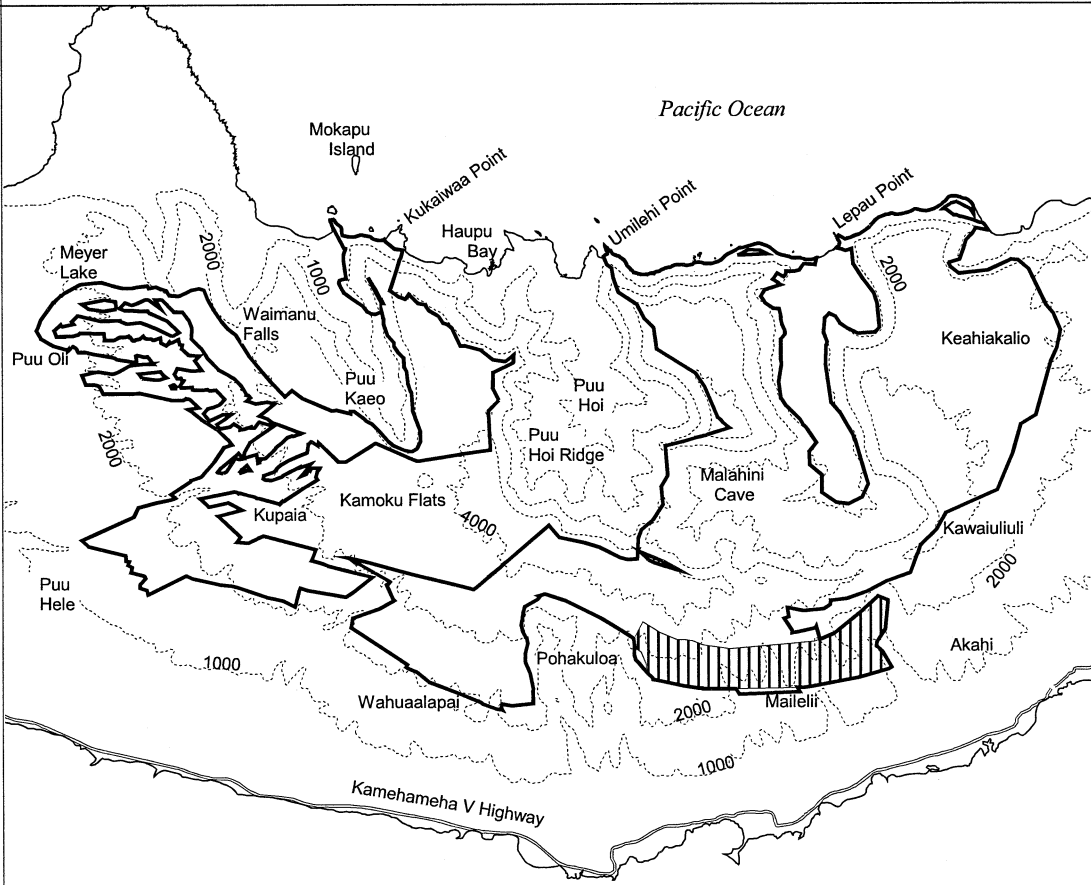 Pacific Ocean
Mokapu
Island
Kukaiwaa Point
Umilehi Point
Lepau Point
Haupu
Bay
Meyer
Lake
2000
1000
2000
Waimanu
Falls
Keahiakalio
Puu Oli
Puu
Kaeo
Puu
Hoi
Puu
Hoi Ridge
2000
Malahini
Cave
Kamoku Flats
Kupaia
4000
Kawaiuliuli
2000
Puu
Hele
Akahi
1000
Pohakuloa
Wahuaalapai
Mailelii
2000
1000
Kamehameha V Highway